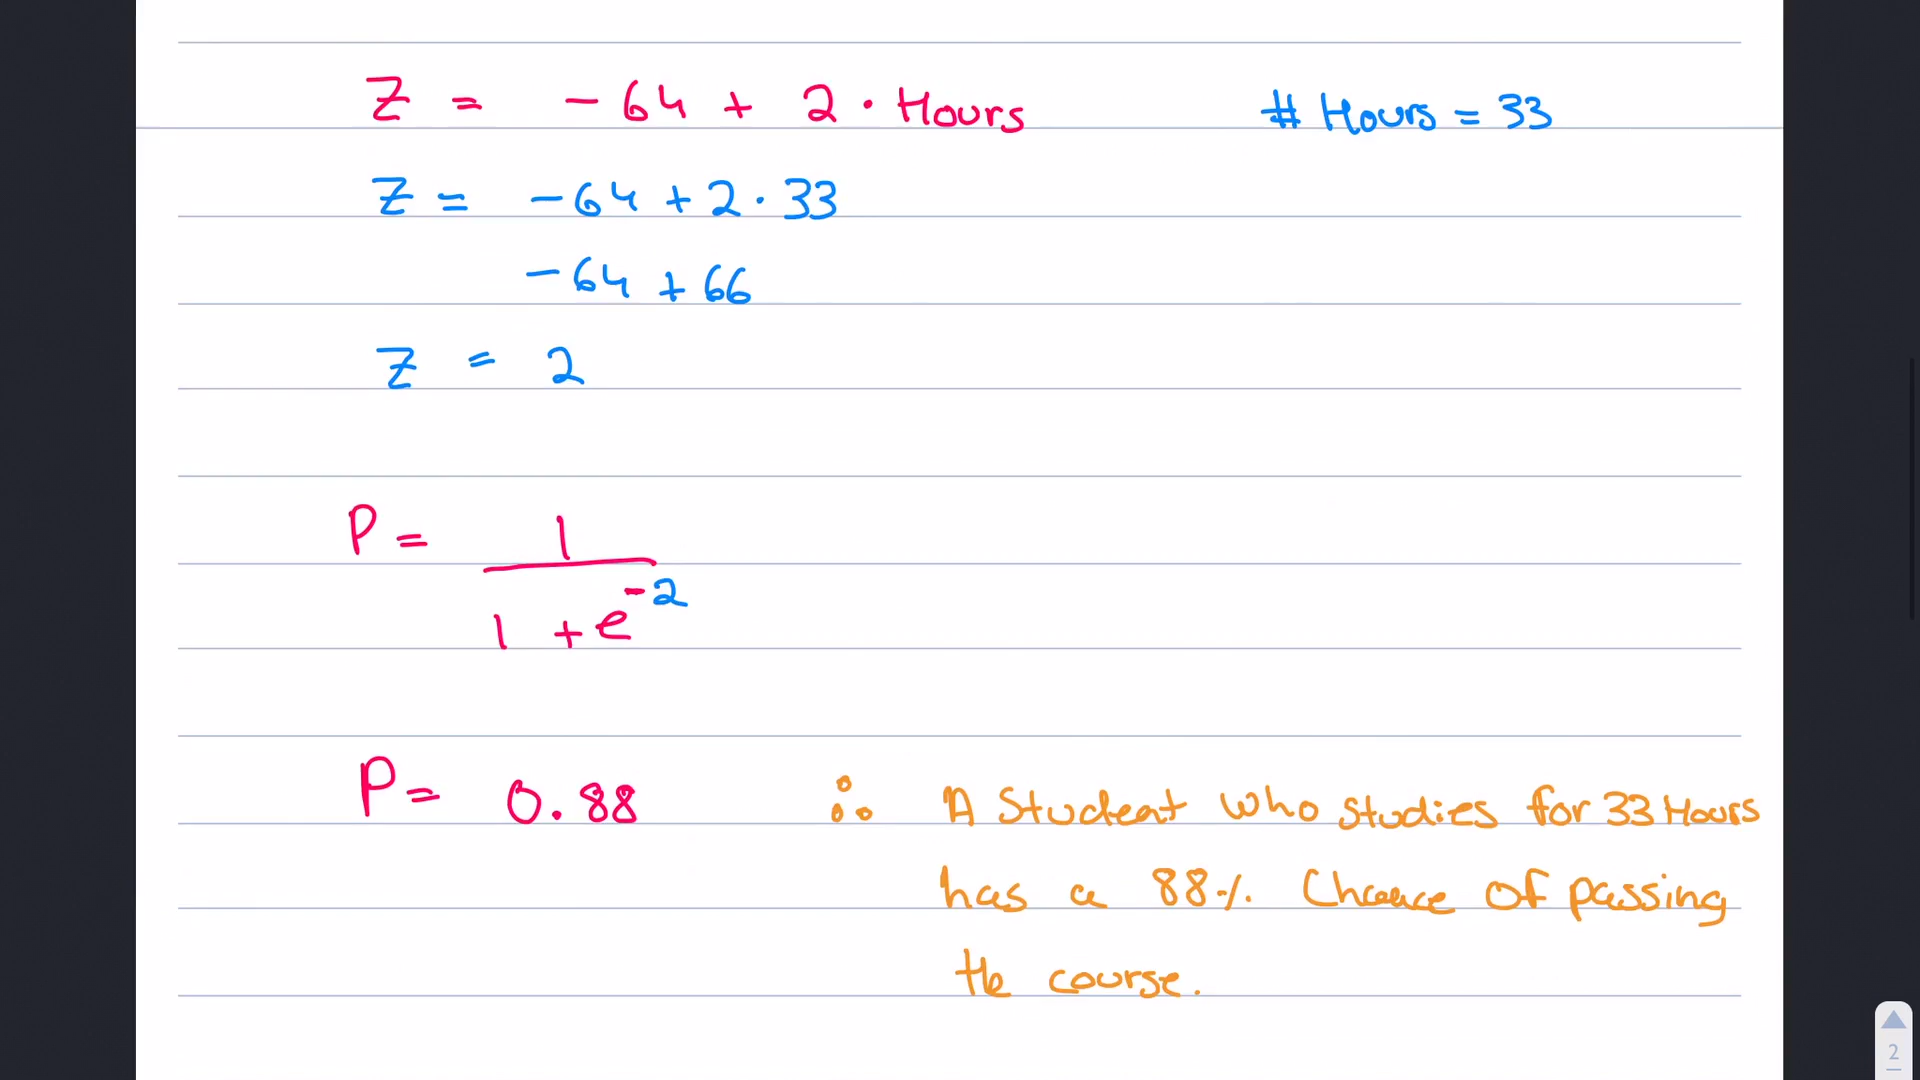 Z = - 64 + 2 · Hours
# Hours = 33
Z = - 64 + 2 · 33
- 64 + 66
Z = 2
P = 1
1 + e^-2
P = 0.88
∴ A Student who studies for 33 Hours
has a 88% Chance of passing
the course.
2